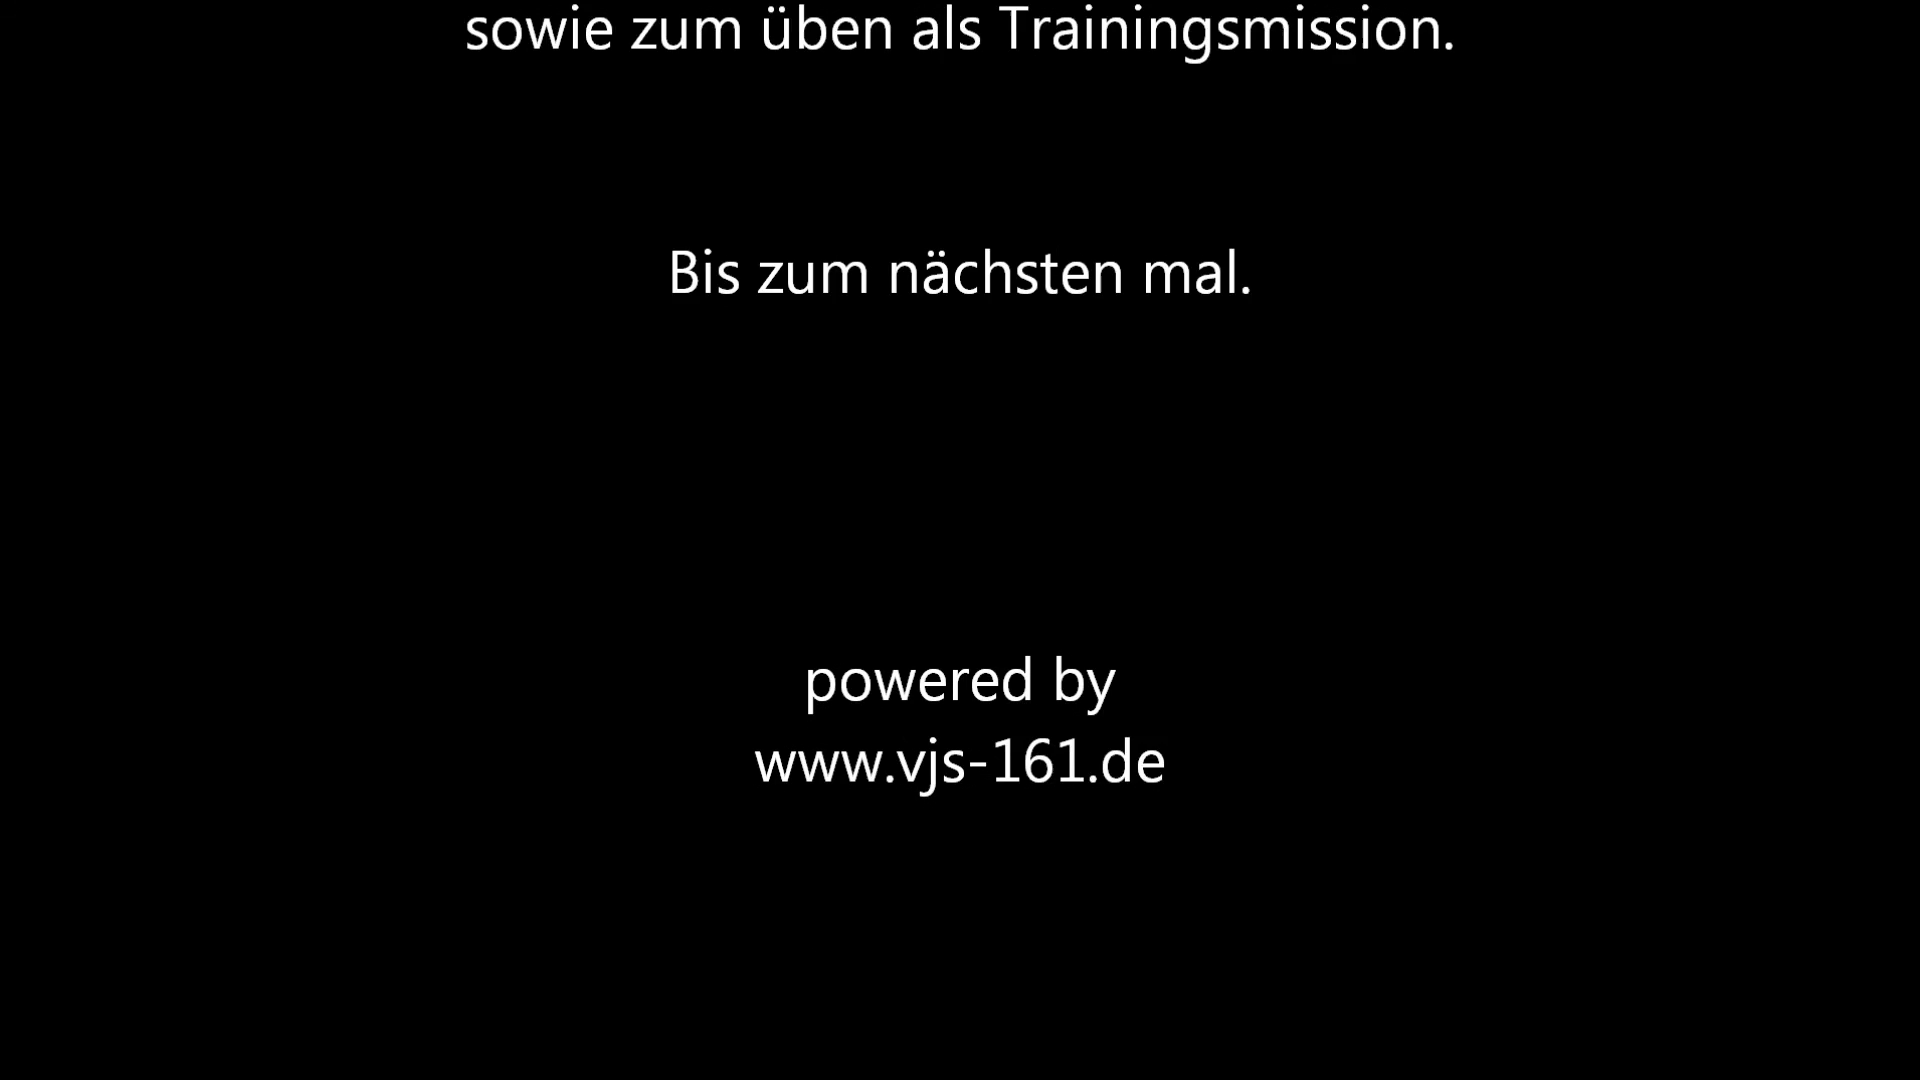 sowie zum üben als Trainingsmission.
Bis zum nächsten mal.
powered by
www.vjs-161.de